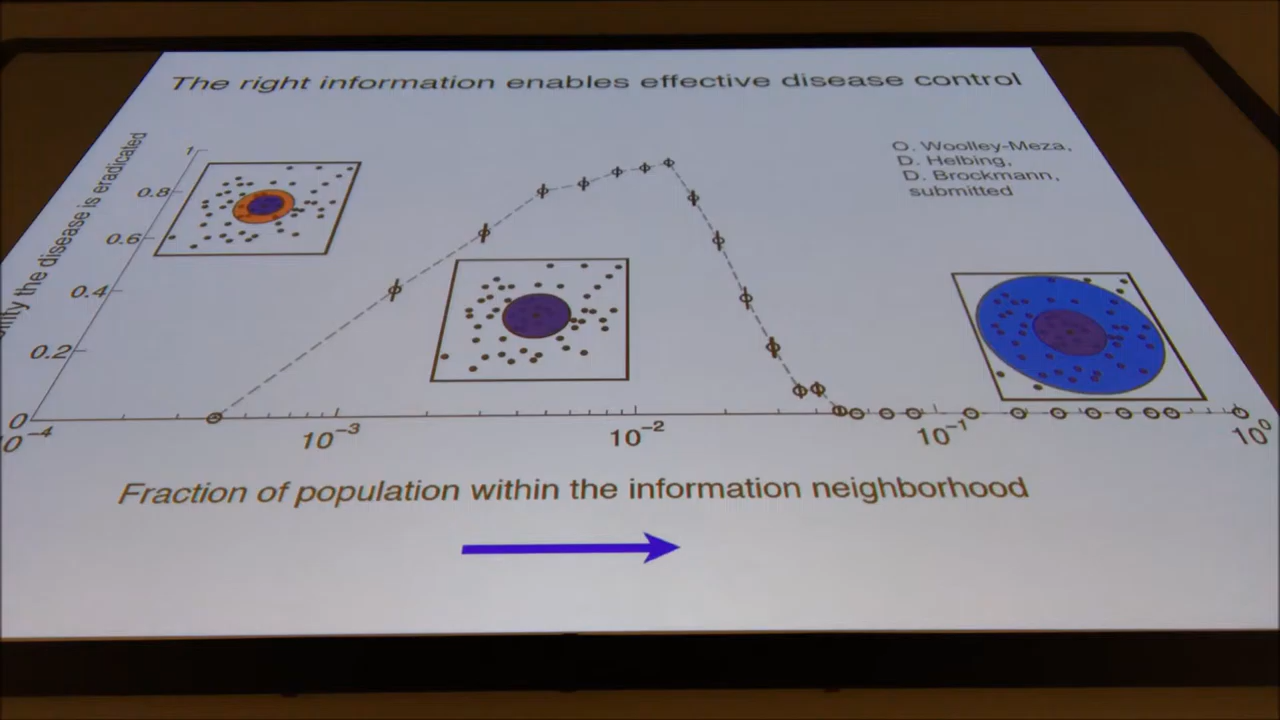 The right information enables effective disease control
O. Woolley-Meza,
D. Helbing,
D. Brockmann,
submitted
the disease is eradicated
1
0.8
0.6
0.4
0.2
0
10⁻³
10⁻²
10⁻¹
10⁰
Fraction of population within the information neighborhood